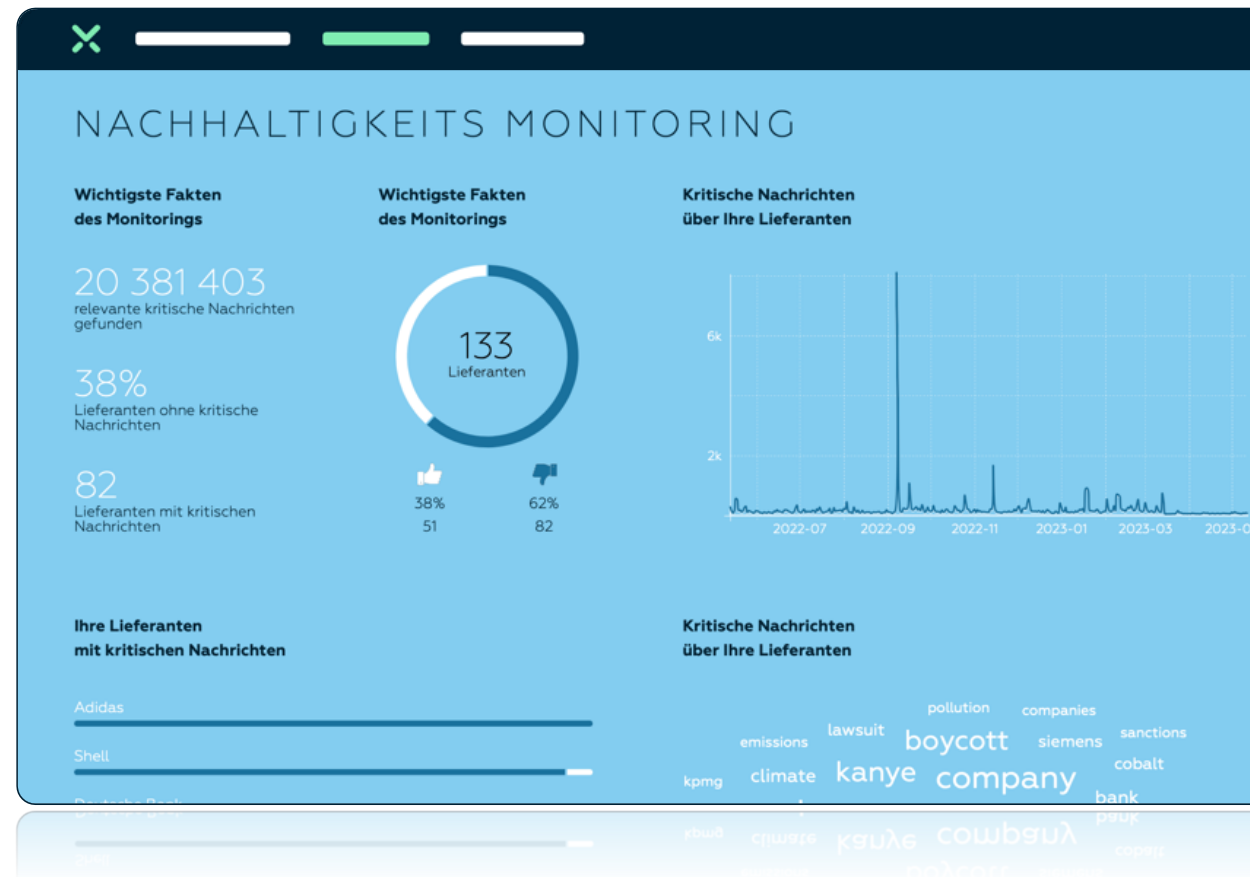 NACHHALTIGKEITS MONITORING
Wichtigste Fakten
des Monitorings
20 381 403
relevante kritische Nachrichten
gefunden
38%
Lieferanten ohne kritische
Nachrichten
82
Lieferanten mit kritischen
Nachrichten
Wichtigste Fakten
des Monitorings
133
Lieferanten
38%
62%
51
82
Kritische Nachrichten
über Ihre Lieferanten
6k
2k
2022-07
2022-09
2022-11
2023-01
2023-03
Ihre Lieferanten
mit kritischen Nachrichten
Adidas
Shell
Deutsche Bank
Kritische Nachrichten
über Ihre Lieferanten
pollution
companies
lawsuit
sanctions
emissions
boycott
siemens
cobalt
kpmg
climate
kanye
company
bank